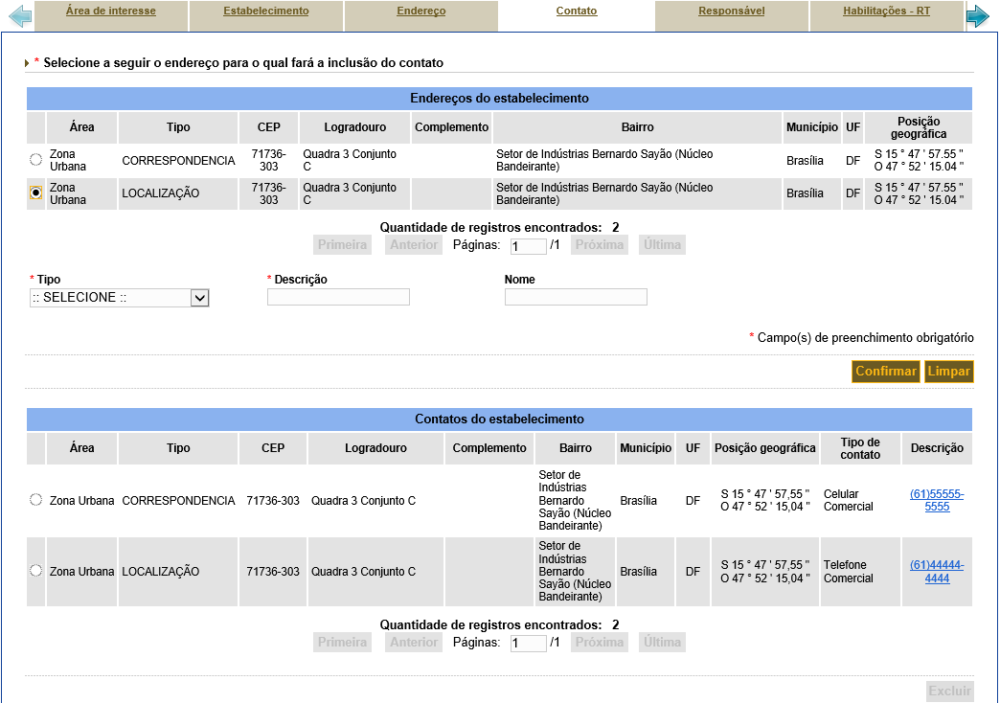 Área de interesse Estabelecimento Endereço Contato Responsável Habilitações - RT
* Selecione a seguir o endereço para o qual fará a inclusão do contato
Endereços do estabelecimento
Área Tipo CEP Logradouro Complemento Bairro Município UF Posição geográfica
Zona Urbana CORRESPONDENCIA 71736-303 Quadra 3 Conjunto C Setor de Indústrias Bernardo Sayão (Núcleo Bandeirante) Brasília DF S 15 ° 47 ' 57.55 " O 47 ° 52 ' 15.04 "
Zona Urbana LOCALIZAÇÃO 71736-303 Quadra 3 Conjunto C Setor de Indústrias Bernardo Sayão (Núcleo Bandeirante) Brasília DF S 15 ° 47 ' 57.55 " O 47 ° 52 ' 15.04 "
Quantidade de registros encontrados: 2
Primeira Anterior Páginas: 1 /1 Próxima Última
* Tipo * Descrição Nome
:: SELECIONE ::
* Campo(s) de preenchimento obrigatório
Confirmar Limpar
Contatos do estabelecimento
Área Tipo CEP Logradouro Complemento Bairro Município UF Posição geográfica Tipo de contato Descrição
Zona Urbana CORRESPONDENCIA 71736-303 Quadra 3 Conjunto C Setor de Indústrias Bernardo Sayão (Núcleo Bandeirante) Brasília DF S 15 ° 47 ' 57,55 " O 47 ° 52 ' 15,04 " Celular Comercial (61)55555-5555
Zona Urbana LOCALIZAÇÃO 71736-303 Quadra 3 Conjunto C Setor de Indústrias Bernardo Sayão (Núcleo Bandeirante) Brasília DF S 15 ° 47 ' 57,55 " O 47 ° 52 ' 15,04 " Telefone Comercial (61)44444-4444
Quantidade de registros encontrados: 2
Primeira Anterior Páginas: 1 /1 Próxima Última
Excluir